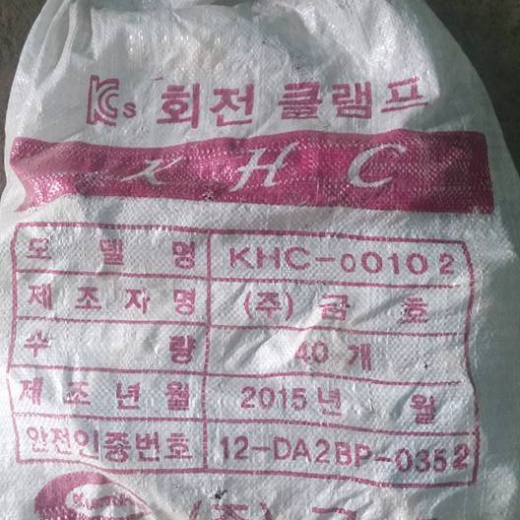 KCs 회전 클램프
KHC
모델명 KHC-00102
제조자명 (주) 금호
수량 40 개
제조년월 2015 년 월
안전인증번호 12-DA2BP-0352
(주)